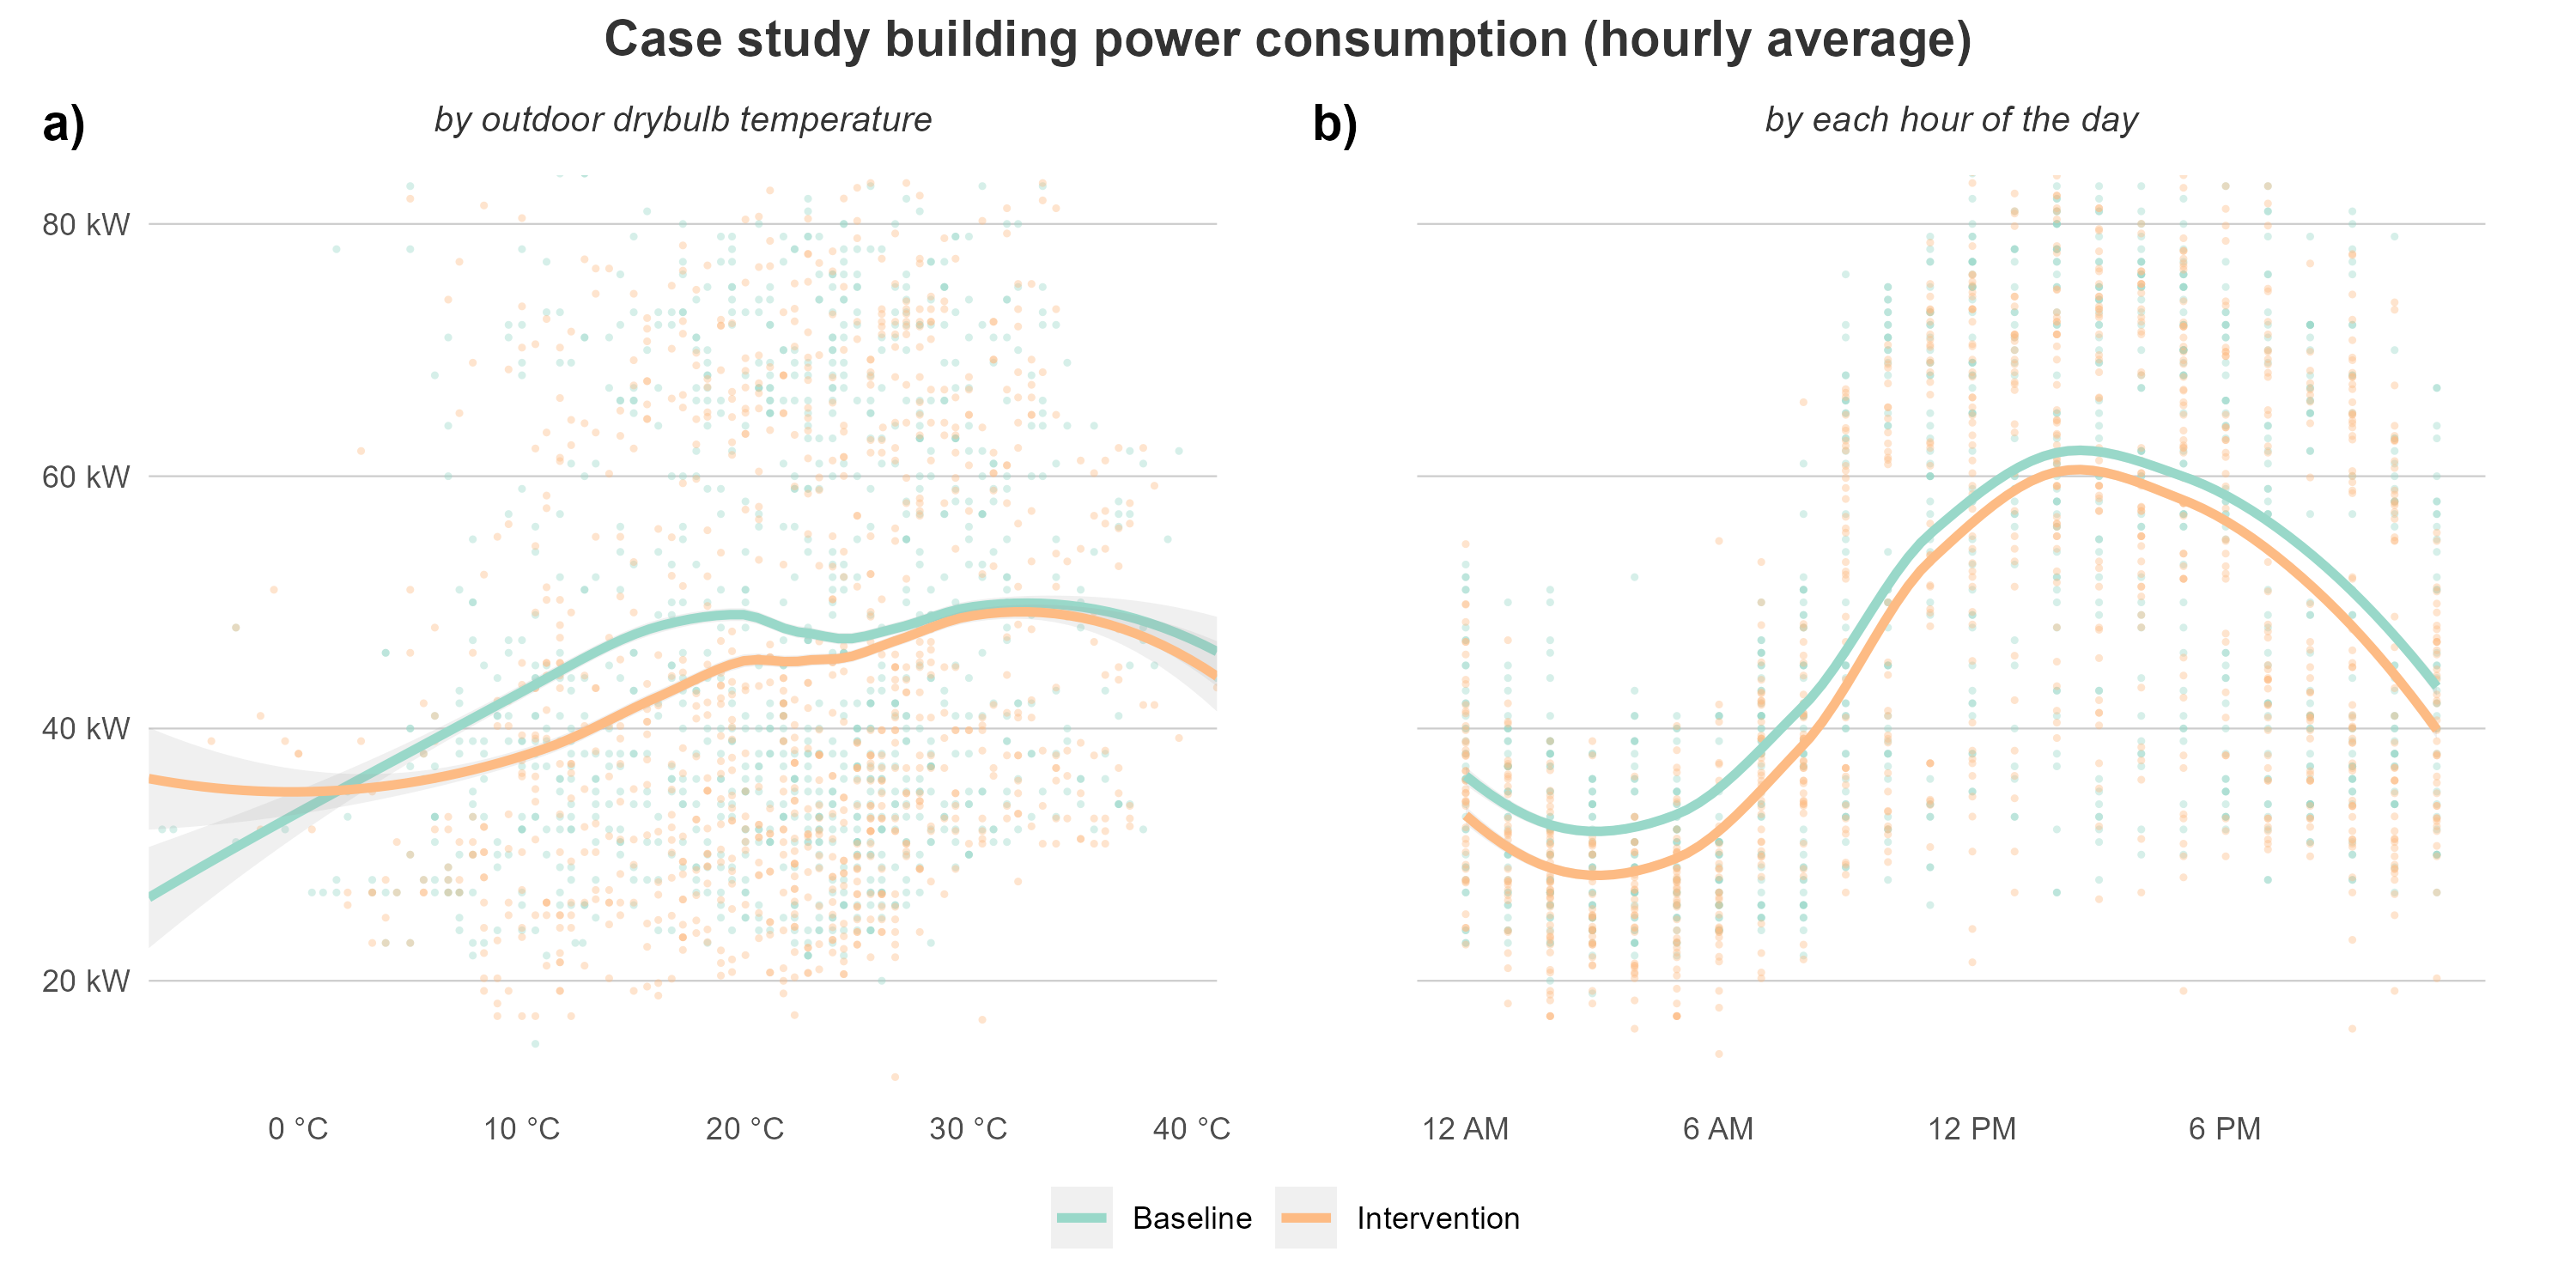 Case study building power consumption (hourly average)
a)
by outdoor drybulb temperature
b)
by each hour of the day
80 kW
60 kW
40 kW
20 kW
0 °C 10 °C 20 °C 30 °C 40 °C
12 AM 6 AM 12 PM 6 PM
Baseline Intervention